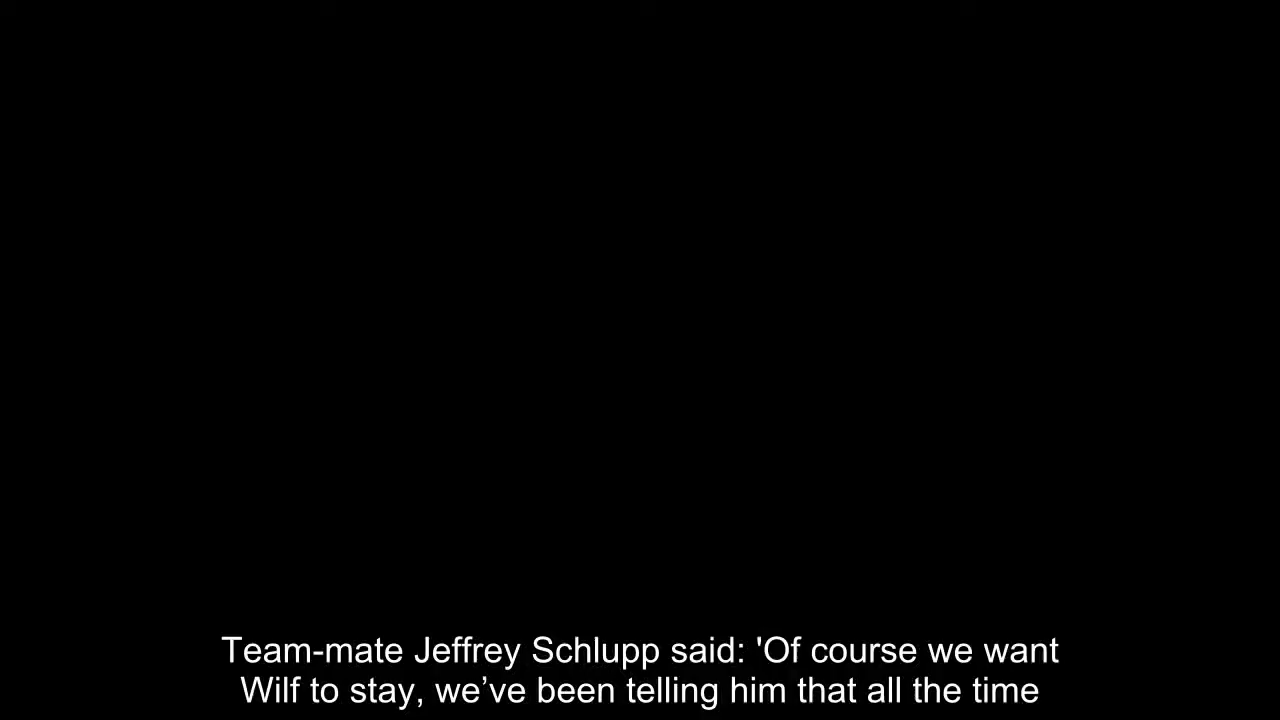 Team-mate Jeffrey Schlupp said: 'Of course we want
Wilf to stay, we’ve been telling him that all the time